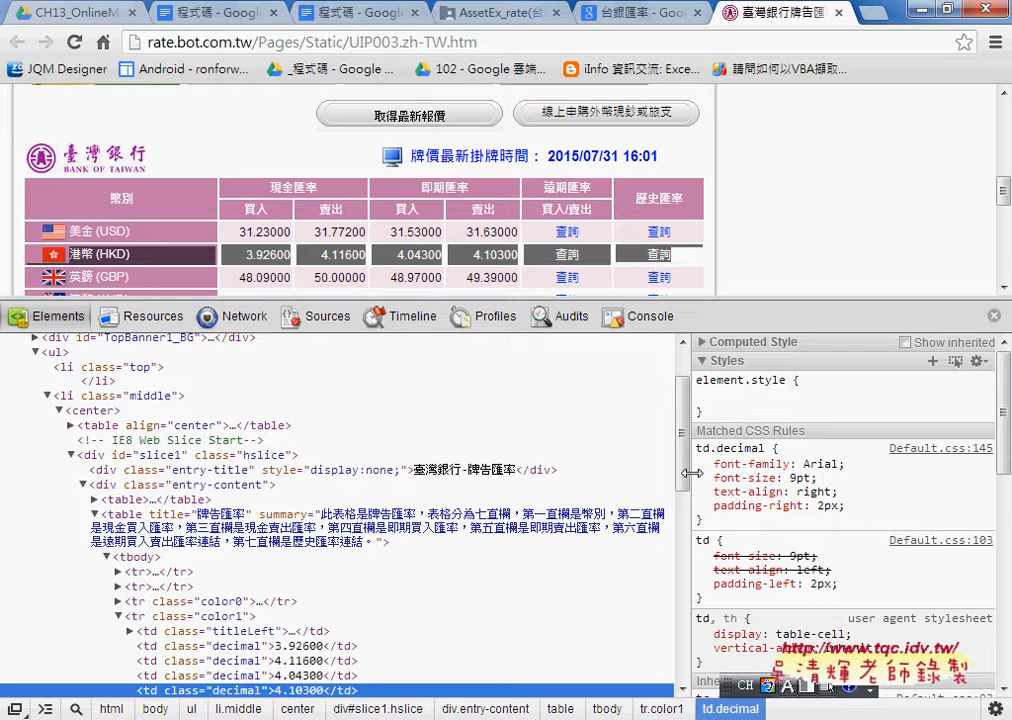 CH13_OnlineM
程式碼 - Googl
程式碼 - Googl
AssetEx_rate(台
台銀匯率 - Goog
臺灣銀行牌告匯
rate.bot.com.tw/Pages/Static/UIP003.zh-TW.htm
JQM Designer
Android - ronforw...
_程式碼 - Google ...
102 - Google 雲端...
iInfo 資訊交流: Exce...
請問如何以VBA擷取...
取得最新報價
線上申購外幣現鈔或旅支
臺灣銀行
BANK OF TAIWAN
牌價最新掛牌時間： 2015/07/31 16:01
幣別 現金匯率 即期匯率 遠期匯率 歷史匯率
買入 賣出 買入 賣出 買入/賣出
美金 (USD) 31.23000 31.77200 31.53000 31.63000 查詢 查詢
港幣 (HKD) 3.92600 4.11600 4.04300 4.10300 查詢 查詢
英鎊 (GBP) 48.09000 50.00000 48.97000 49.39000 查詢 查詢
Elements Resources Network Sources Timeline Profiles Audits Console
<div id="TopBanner1_BG">…</div>
<ul>
<li class="top">
</li>
<li class="middle">
<center>
<table align="center">…</table>
<!-- IE8 Web Slice Start-->
<div id="slice1" class="hslice">
<div class="entry-title" style="display:none;">臺灣銀行-牌告匯率</div>
<div class="entry-content">
<table>…</table>
<table title="牌告匯率" summary="此表格是牌告匯率，表格分為七直欄，第一直欄是幣別，第二直欄
是現金買入匯率，第三直欄是現金賣出匯率，第四直欄是即期買入匯率，第五直欄是即期賣出匯率，第六直欄
是遠期買入賣出匯率連結，第七直欄是歷史匯率連結。">
<tbody>
<tr>…</tr>
<tr>…</tr>
<tr class="color0">…</tr>
<tr class="color1">
<td class="titleLeft">…</td>
<td class="decimal">3.92600</td>
<td class="decimal">4.11600</td>
<td class="decimal">4.04300</td>
<td class="decimal">4.10300</td>
Computed Style
Show inherited
Styles
element.style {
}
Matched CSS Rules
td.decimal { Default.css:145
font-family: Arial;
font-size: 9pt;
text-align: right;
padding-right: 2px;
}
td { Default.css:103
font-size: 9pt;
text-align: left;
padding-left: 2px;
}
td, th { user agent stylesheet
display: table-cell;
http://www.tqc.idv.tw/
吳清輝老師錄製
CH
html body ul li.middle center div#slice1.hslice div.entry-content table tbody tr.color1 td.decimal